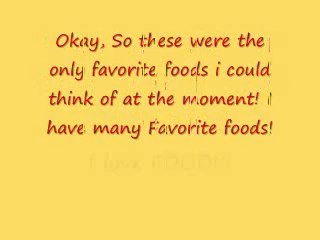 Okay, So these were the
only favorite foods i could
think of at the moment! I
have many Favorite foods!
I love FOOD!!!